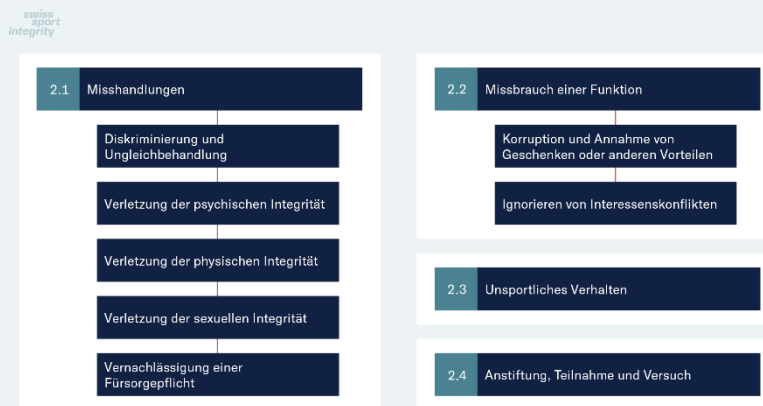 swiss
sport
integrity
2.1 Misshandlungen
Diskriminierung und
Ungleichbehandlung
Verletzung der psychischen Integrität
Verletzung der physischen Integrität
Verletzung der sexuellen Integrität
Vernachlässigung einer
Fürsorgepflicht
2.2 Missbrauch einer Funktion
Korruption und Annahme von
Geschenken oder anderen Vorteilen
Ignorieren von Interessenskonflikten
2.3 Unsportliches Verhalten
2.4 Anstiftung, Teilnahme und Versuch